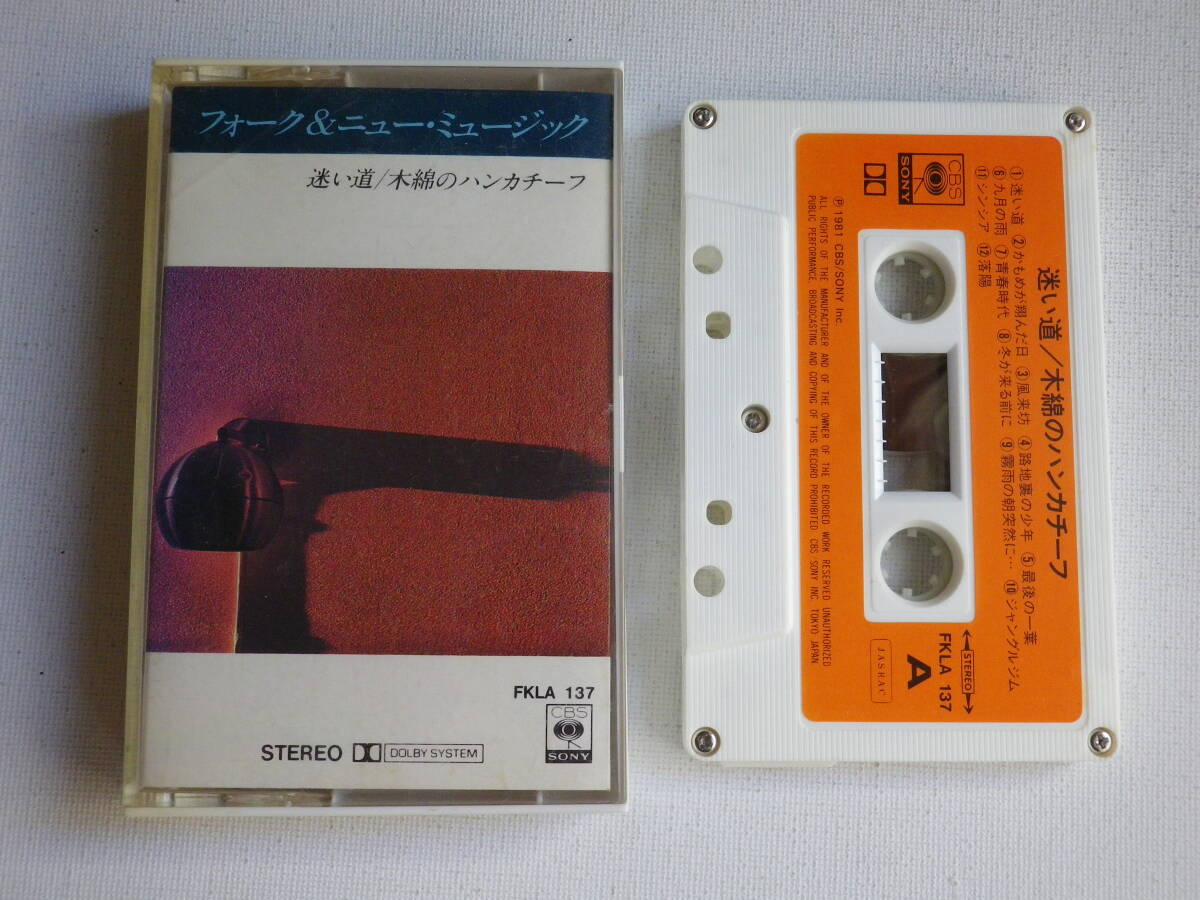 フォーク&ニュー・ミュージック
迷い道/木綿のハンカチーフ
FKLA 137
CBS
SONY
STEREO DOLBY SYSTEM
CBS
SONY
①迷い道 ②かもめが翔んだ日 ③風来坊 ④路地裏の少年 ⑤最後の一葉
⑥九月の雨 ⑦青春時代 ⑧冬が来る前に ⑨霧雨の朝突然に… ⑩ジャングルジム
⑪シンシア ⑫落陽
迷い道/木綿のハンカチーフ
STEREO
FKLA 137
A
JASRAC
℗1981 CBS/SONY Inc.
ALL RIGHTS OF THE MANUFACTURER AND OF THE OWNER OF THE RECORDED WORK RESERVED UNAUTHORIZED
PUBLIC PERFORMANCE BROADCASTING AND COPYING OF THIS RECORD PROHIBITED CBS SONY INC. TOKYO JAPAN